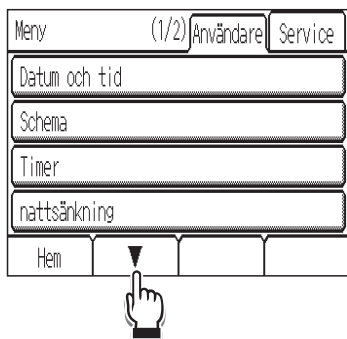 Meny (1/2) Användare Service
Datum och tid
Schema
Timer
nattsänkning
Hem ▼